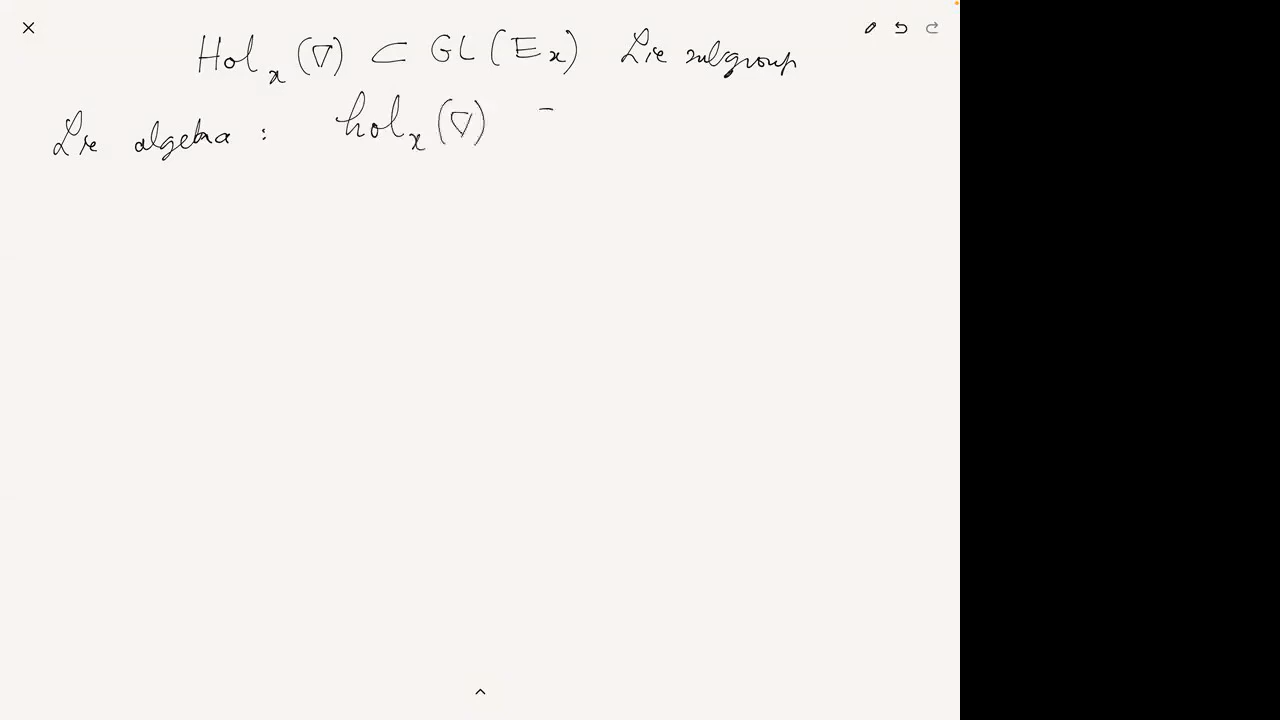 Hol_x (∇) ⊂ GL(E_x) Lie subgroup
Lie algebra : hol_x (∇) -